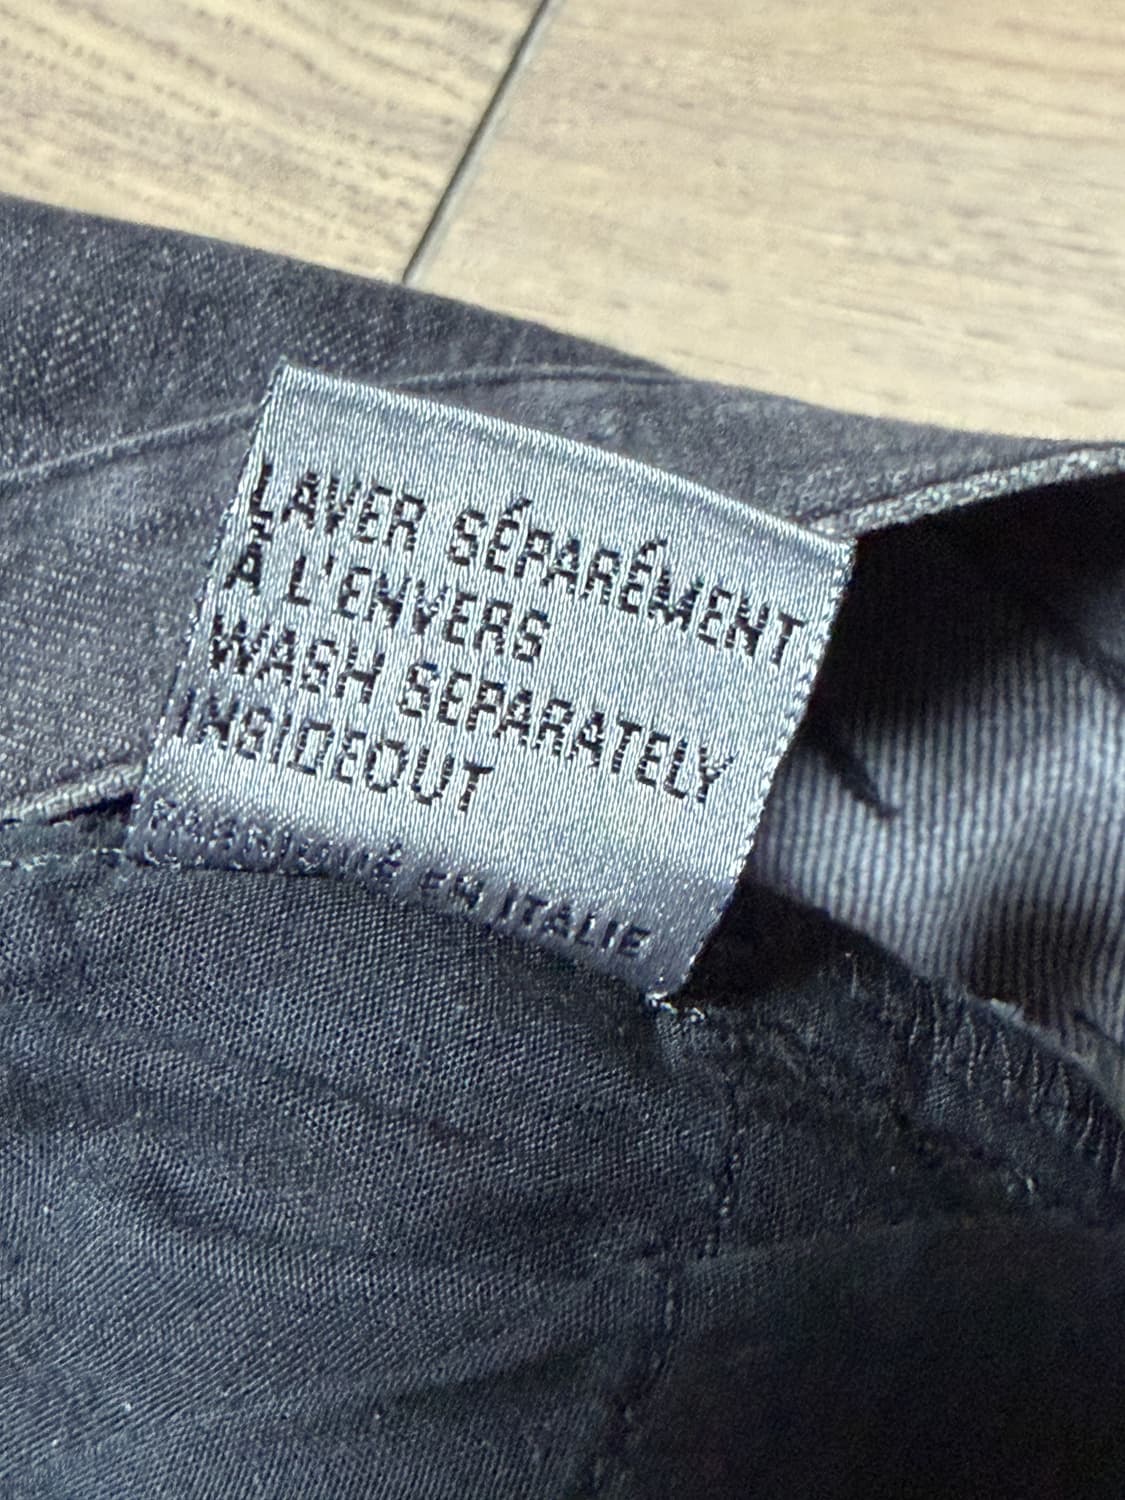 LAVER SÉPARÉMENT
À L'ENVERS
WASH SEPARATELY
INSIDEOUT
FABRIQUÉ EN ITALIE